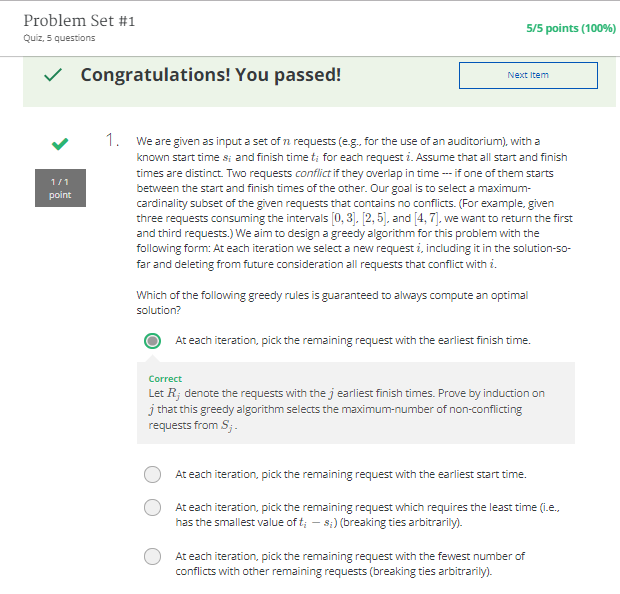 Problem Set #1
Quiz, 5 questions
5/5 points (100%)
Congratulations! You passed!
Next Item
1.
1 / 1
point
We are given as input a set of n requests (e.g., for the use of an auditorium), with a
known start time sᵢ and finish time tᵢ for each request i. Assume that all start and finish
times are distinct. Two requests conflict if they overlap in time --- if one of them starts
between the start and finish times of the other. Our goal is to select a maximum-
cardinality subset of the given requests that contains no conflicts. (For example, given
three requests consuming the intervals [0, 3], [2, 5], and [4, 7], we want to return the first
and third requests.) We aim to design a greedy algorithm for this problem with the
following form: At each iteration we select a new request i, including it in the solution-so-
far and deleting from future consideration all requests that conflict with i.
Which of the following greedy rules is guaranteed to always compute an optimal
solution?
At each iteration, pick the remaining request with the earliest finish time.
Correct
Let Rⱼ denote the requests with the j earliest finish times. Prove by induction on
j that this greedy algorithm selects the maximum-number of non-conflicting
requests from Sⱼ.
At each iteration, pick the remaining request with the earliest start time.
At each iteration, pick the remaining request which requires the least time (i.e.,
has the smallest value of tᵢ − sᵢ) (breaking ties arbitrarily).
At each iteration, pick the remaining request with the fewest number of
conflicts with other remaining requests (breaking ties arbitrarily).